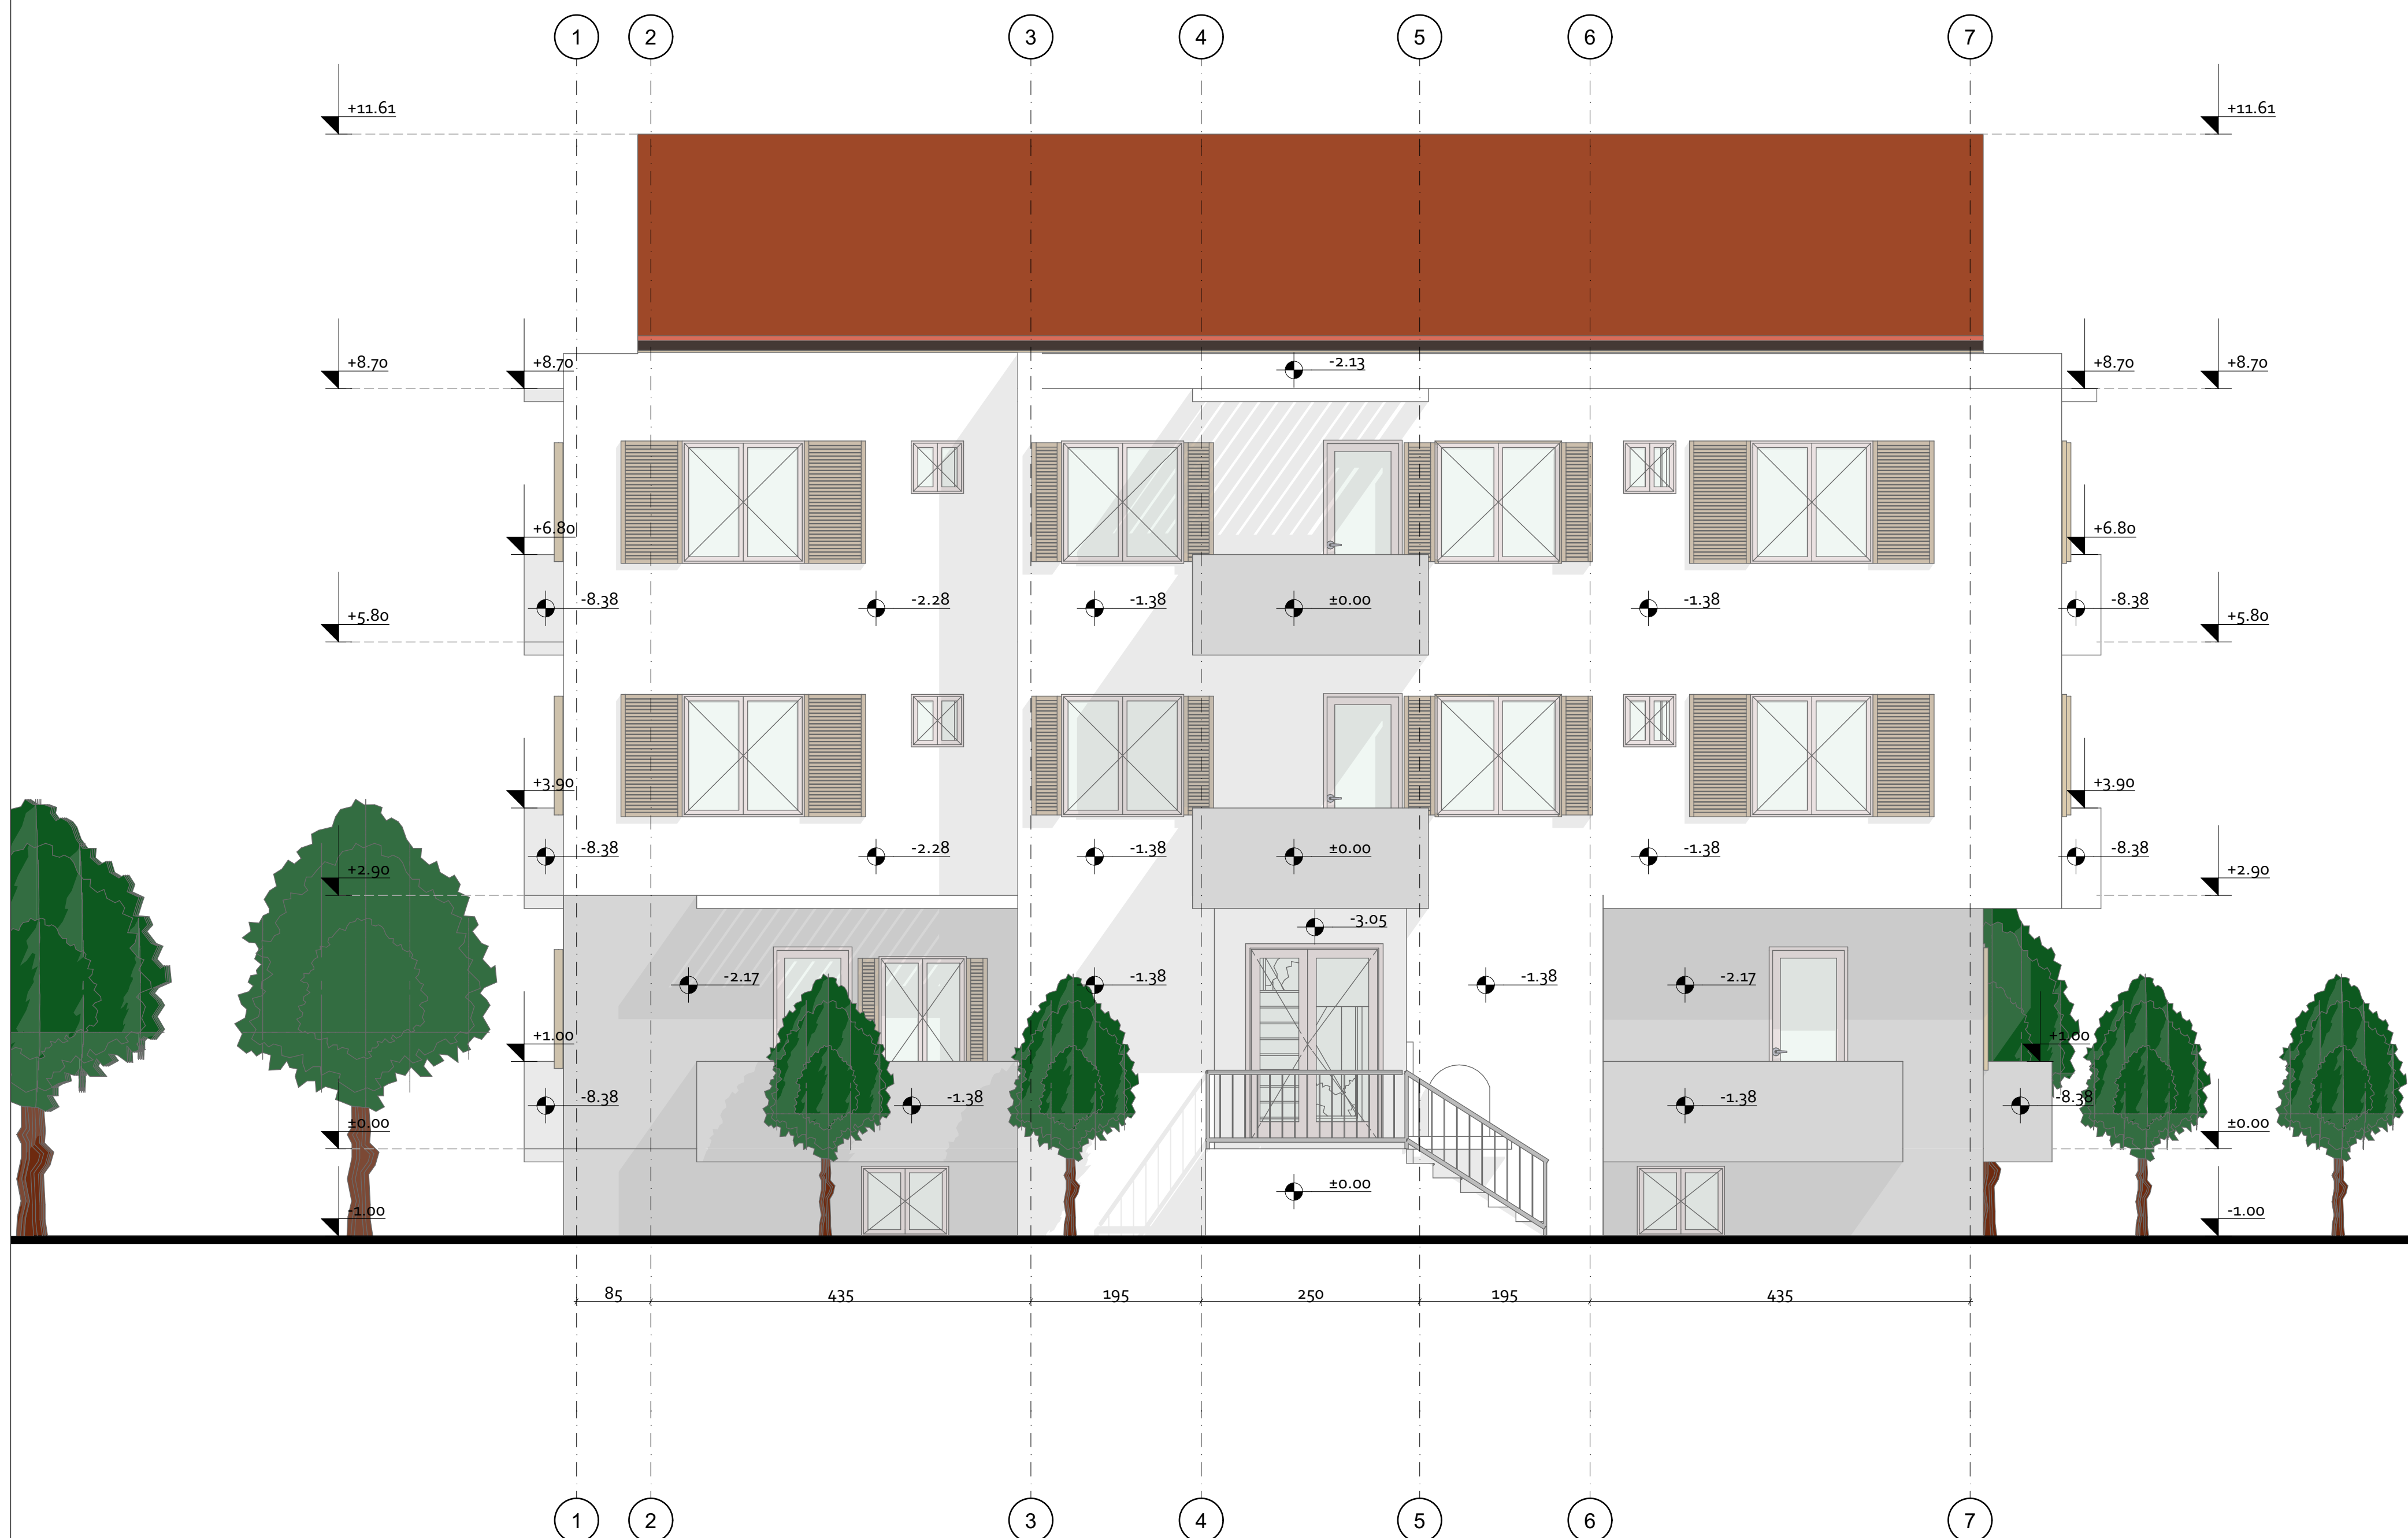 1 2 3 4 5 6 7
+11.61 +11.61
-2.13
+8.70 +8.70 +8.70 +8.70
+6.80 +6.80
-8.38 -2.28 -1.38 ±0.00 -1.38 -8.38
+5.80 +5.80
+3.90 +3.90
-8.38 -2.28 -1.38 ±0.00 -1.38 -8.38
+2.90 +2.90
-3.05
-2.17 -1.38 -1.38 -2.17
+1.00 +1.00
-8.38 -1.38 -1.38 -8.38
±0.00 ±0.00
±0.00
-1.00 -1.00
85 435 195 250 195 435
1 2 3 4 5 6 7